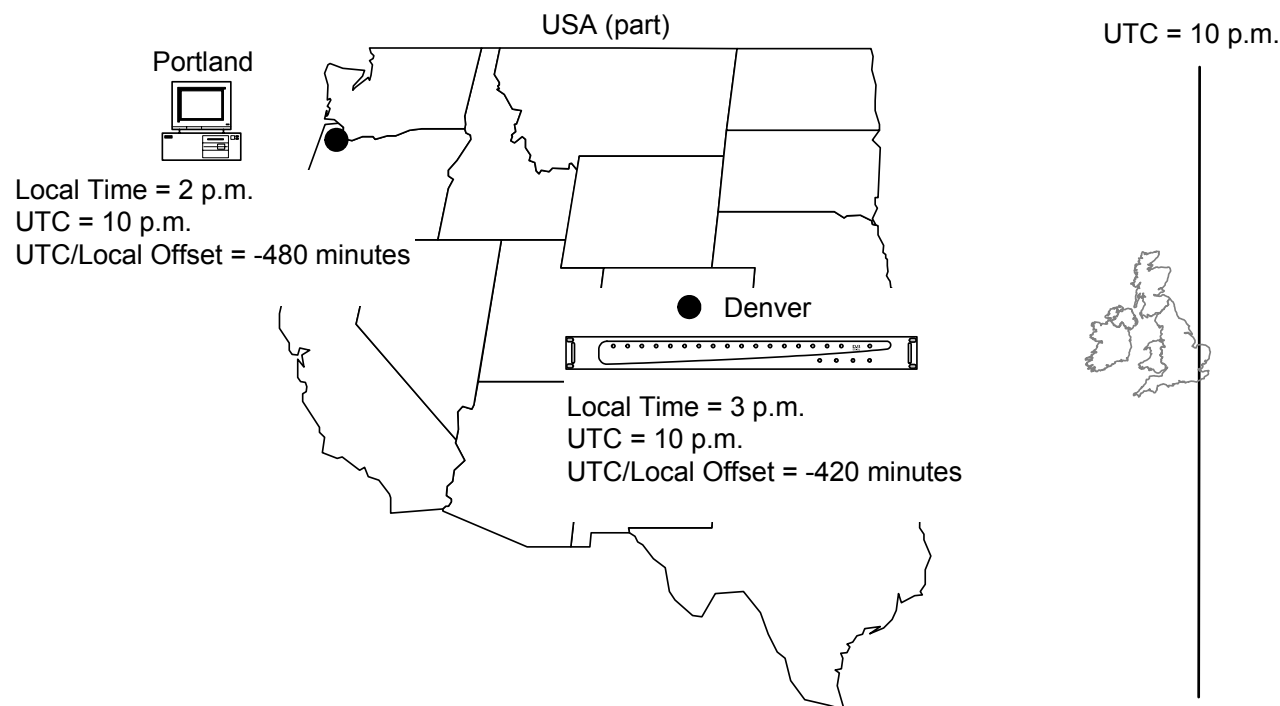 USA (part)
UTC = 10 p.m.
Portland
Local Time = 2 p.m.
UTC = 10 p.m.
UTC/Local Offset = -480 minutes
Denver
Local Time = 3 p.m.
UTC = 10 p.m.
UTC/Local Offset = -420 minutes